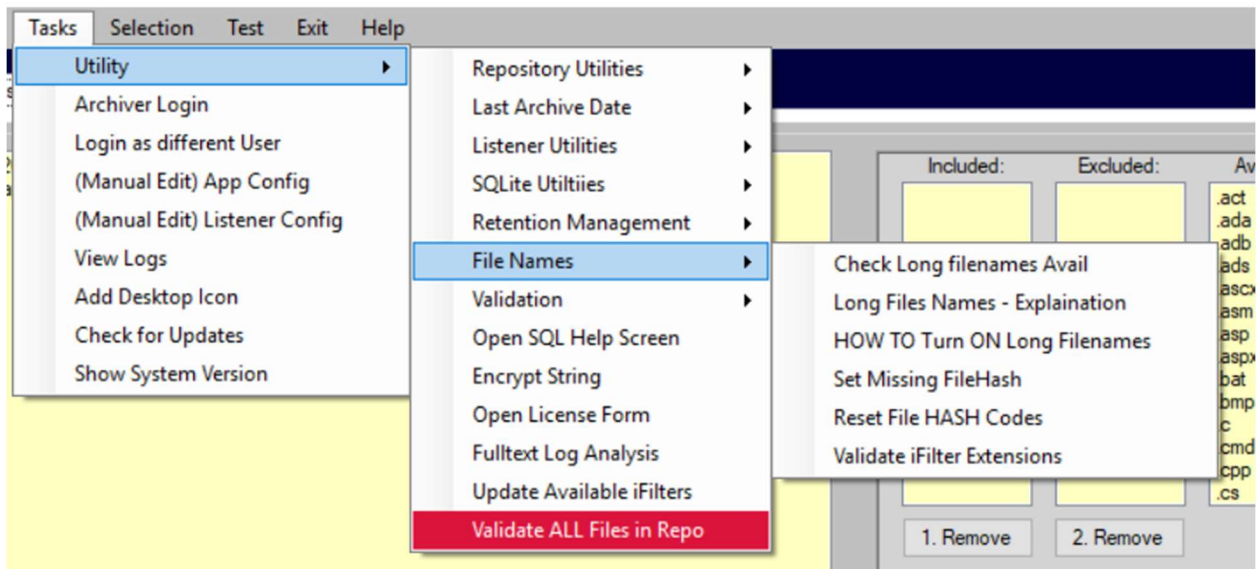 Tasks Selection Test Exit Help
Utility
Archiver Login
Login as different User
(Manual Edit) App Config
(Manual Edit) Listener Config
View Logs
Add Desktop Icon
Check for Updates
Show System Version
Repository Utilities
Last Archive Date
Listener Utilities
SQLite Utiltiies
Retention Management
File Names
Validation
Open SQL Help Screen
Encrypt String
Open License Form
Fulltext Log Analysis
Update Available iFilters
Validate ALL Files in Repo
Check Long filenames Avail
Long Files Names - Explaination
HOW TO Turn ON Long Filenames
Set Missing FileHash
Reset File HASH Codes
Validate iFilter Extensions
Included: Excluded: Av
.act
.ada
.adb
.ads
.ascx
.asm
.asp
.aspx
.bat
.bmp
.c
.cmd
.cpp
.cs
1. Remove 2. Remove